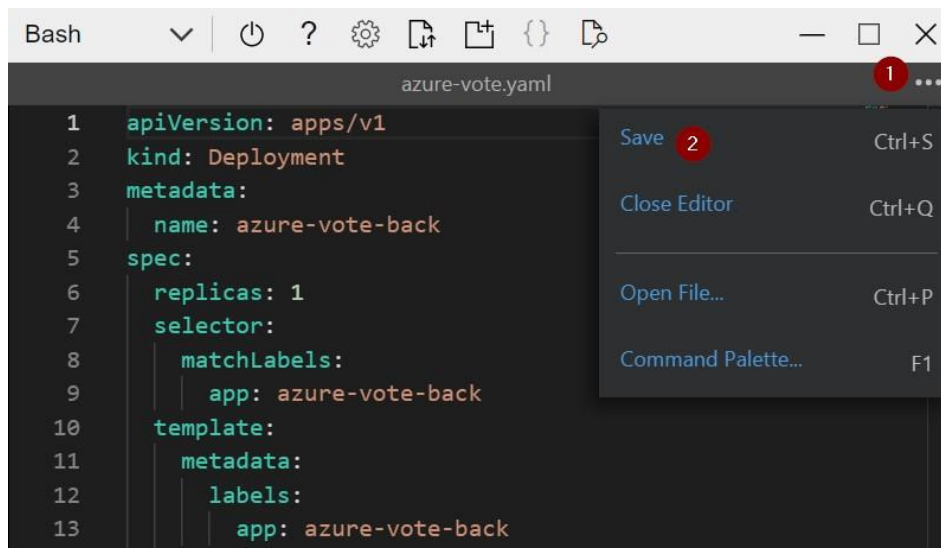 Bash
?
{}
azure-vote.yaml
1
...
1 apiVersion: apps/v1
2 kind: Deployment
3 metadata:
4 name: azure-vote-back
5 spec:
6 replicas: 1
7 selector:
8 matchLabels:
9 app: azure-vote-back
10 template:
11 metadata:
12 labels:
13 app: azure-vote-back
Save 2 Ctrl+S
Close Editor Ctrl+Q
Open File... Ctrl+P
Command Palette... F1